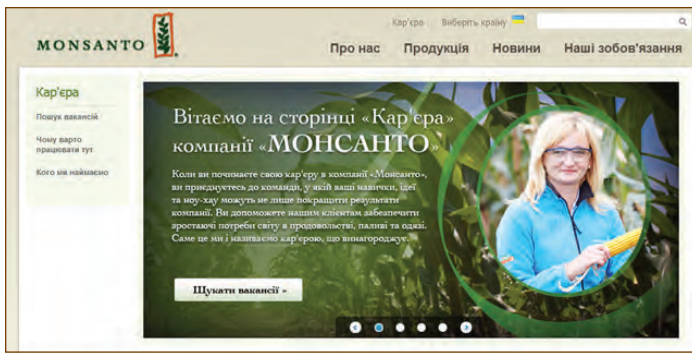 Кар'єра Виберіть країну
MONSANTO
Про нас Продукція Новини Наші зобов'язання
Кар'єра
Пошук вакансій
Чому варто
працювати тут
Кого ми наймаємо
Вітаємо на сторінці «Кар'єра»
компанії «МОНСАНТО»
Коли ви починаєте свою кар'єру в компанії «Монсанто»,
ви приєднуєтесь до команди, у якій ваші навички, ідеї
та ноу-хау можуть не лише покращити результати
компанії. Ви допоможете нашим клієнтам забезпечити
зростаючі потреби світу в продовольстві, паливі та одязі.
Саме це ми і називаємо кар'єрою, що винагороджує.
Шукати вакансії »